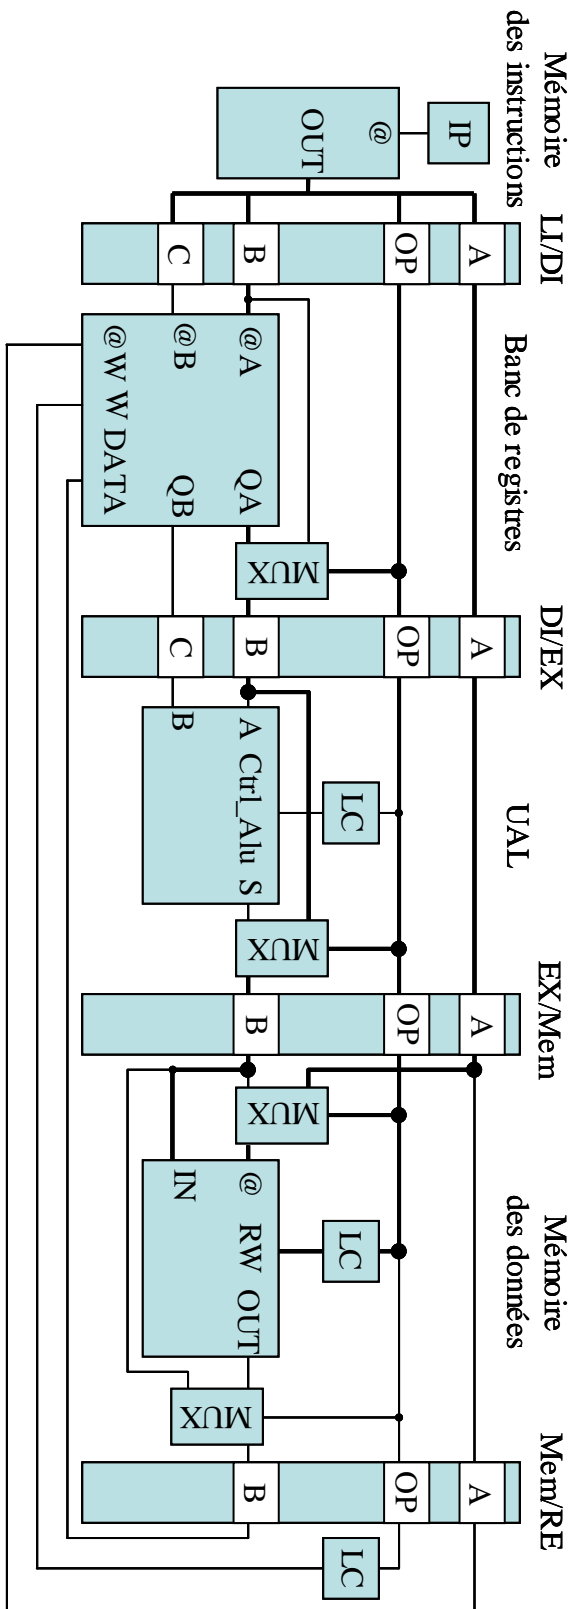 Mémoire
des instructions
LI/DI
Banc de registres
DI/EX
UAL
EX/Mem
Mémoire
des données
Mem/RE
IP
@
OUT
A
OP
B
C
@A
@B
@W W DATA
QA
QB
MUX
A
OP
B
C
LC
A Ctrl_Alu S
B
MUX
A
OP
B
MUX
LC
@ RW OUT
IN
MUX
A
OP
B
LC